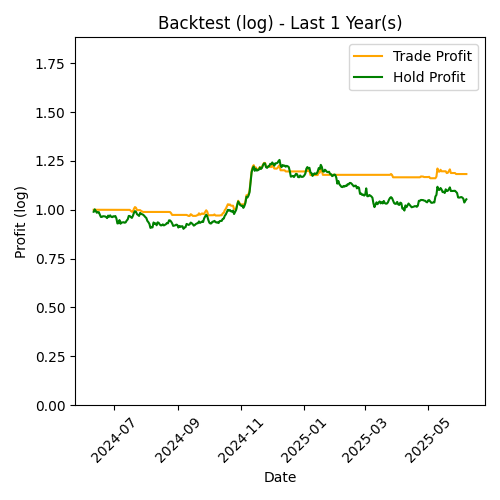 Backtest (log) - Last 1 Year(s)
Trade Profit
Hold Profit
Profit (log)
1.75
1.50
1.25
1.00
0.75
0.50
0.25
0.00
2024-07
2024-09
2024-11
2025-01
2025-03
2025-05
Date